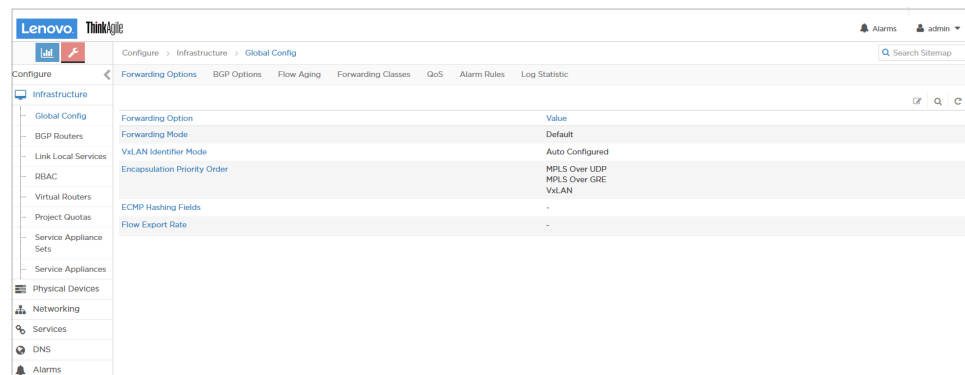 Lenovo ThinkAgile
Alarms admin
Configure > Infrastructure > Global Config
Search Sitemap
Configure
Forwarding Options BGP Options Flow Aging Forwarding Classes QoS Alarm Rules Log Statistic
Infrastructure
Global Config
BGP Routers
Link Local Services
RBAC
Virtual Routers
Project Quotas
Service Appliance
Sets
Service Appliances
Physical Devices
Networking
Services
DNS
Alarms
Forwarding Option Value
Forwarding Mode Default
VxLAN Identifier Mode Auto Configured
Encapsulation Priority Order MPLS Over UDP
MPLS Over GRE
VxLAN
ECMP Hashing Fields -
Flow Export Rate -